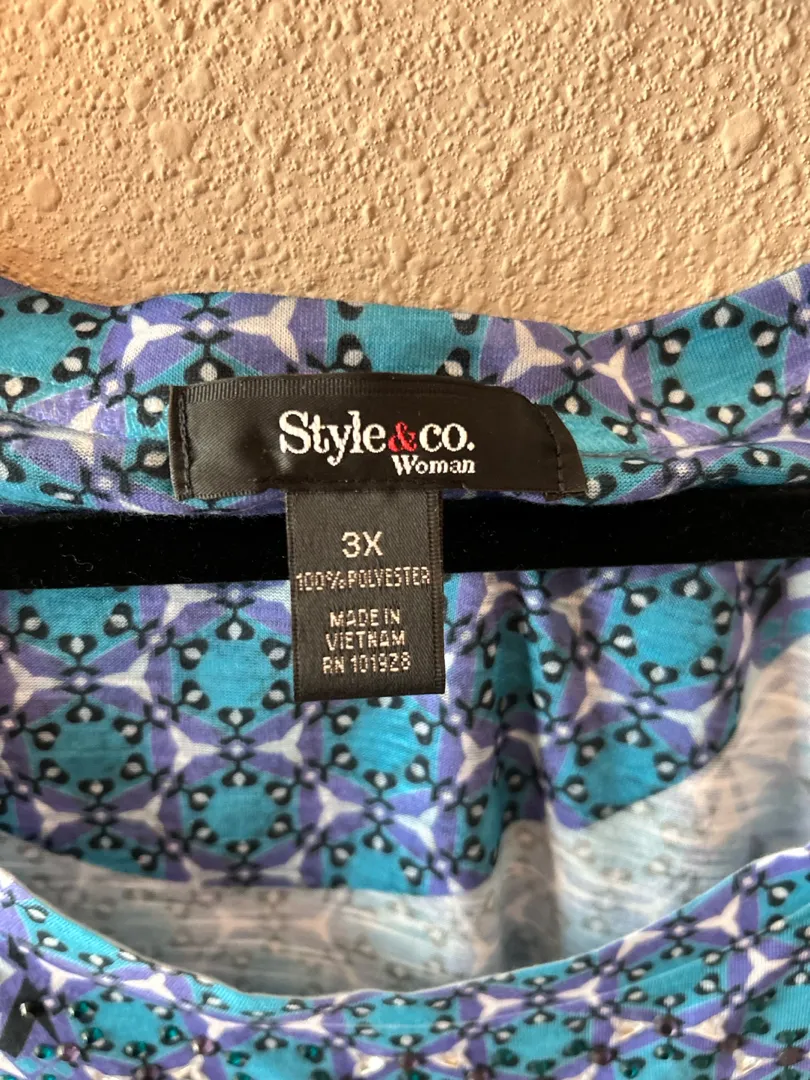 Style&co.
Woman
3X
100%POLYESTER
MADE IN
VIETNAM
RN 101928